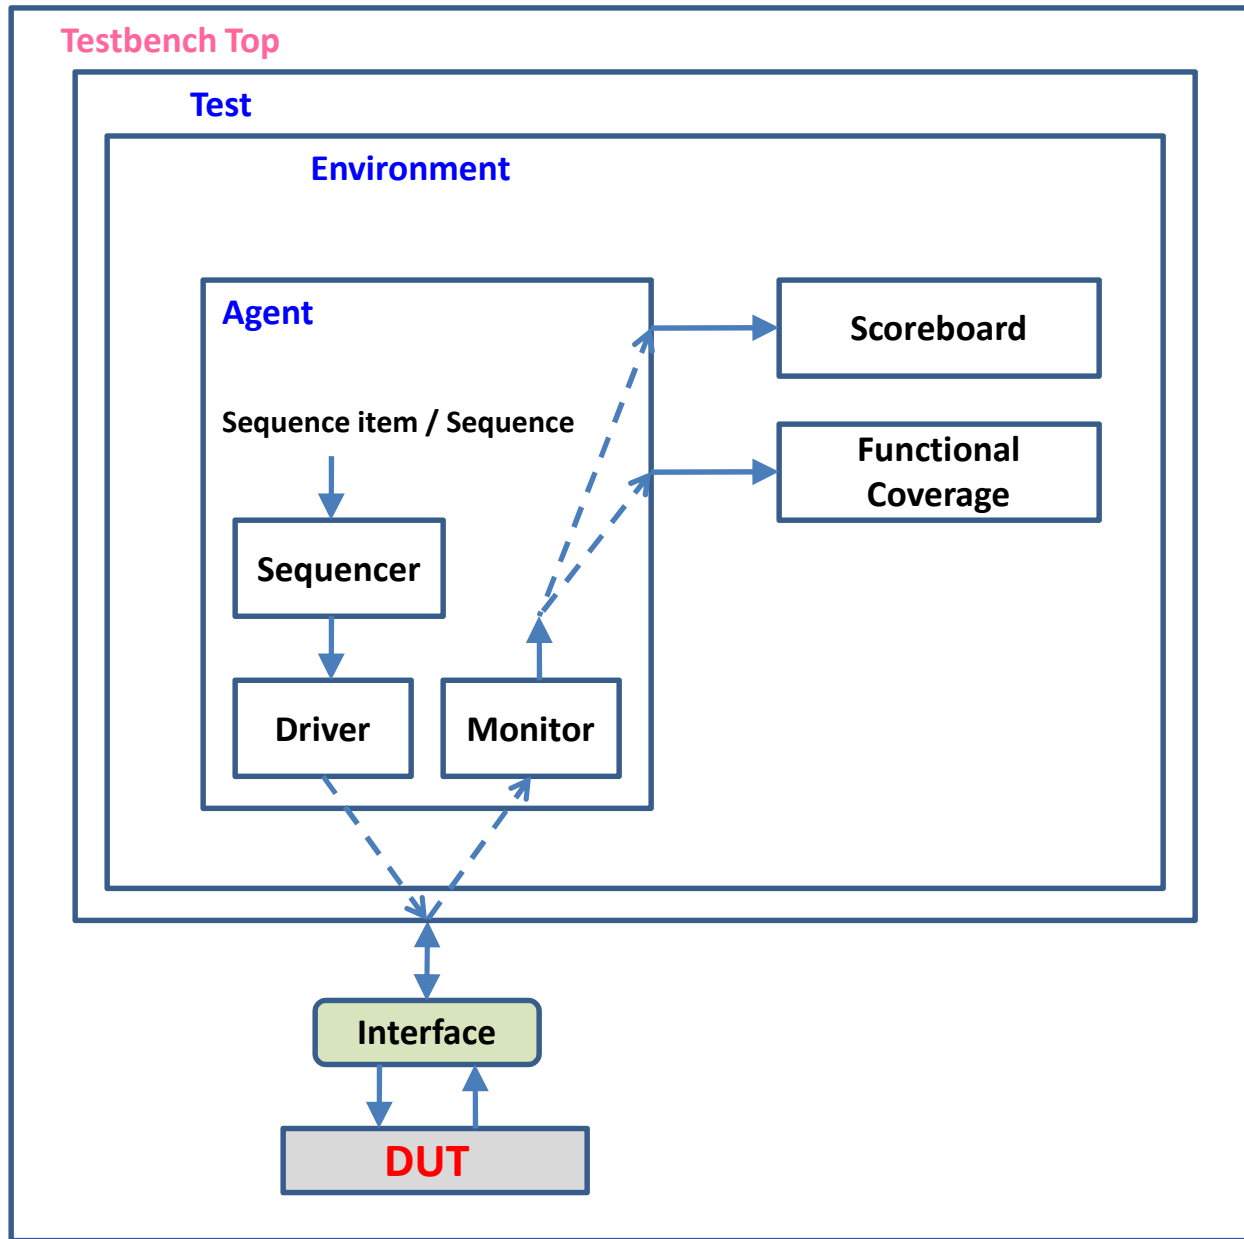 Testbench Top
Test
Environment
Agent
Scoreboard
Sequence item / Sequence
Functional
Coverage
Sequencer
Driver
Monitor
Interface
DUT